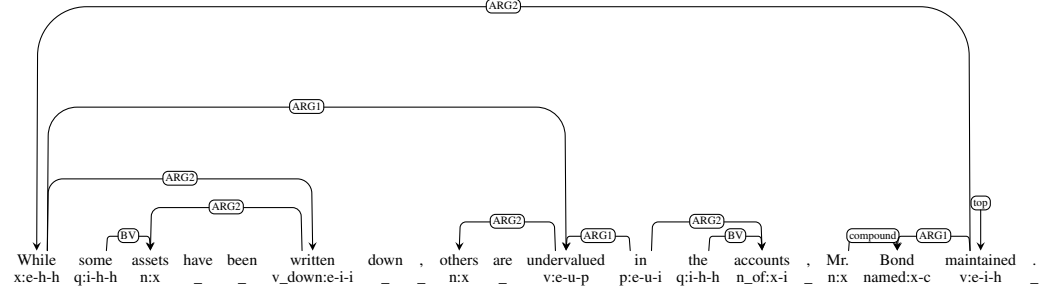 ARG2
ARG1
ARG2
ARG2
BV
ARG2
ARG1
ARG2
BV
compound
ARG1
top
While some assets have been written down , others are undervalued in the accounts , Mr. Bond maintained .
x:e-h-h q:i-h-h n:x _ _ v_down:e-i-i _ _ n:x _ v:e-u-p p:e-u-i q:i-h-h n_of:x-i _ n:x named:x-c v:e-i-h _